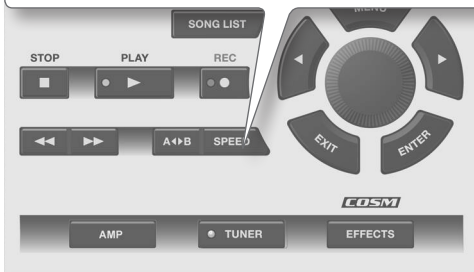 MENU
SONG LIST
STOP PLAY REC
A B SPEED
EXIT ENTER
COSM
AMP TUNER EFFECTS